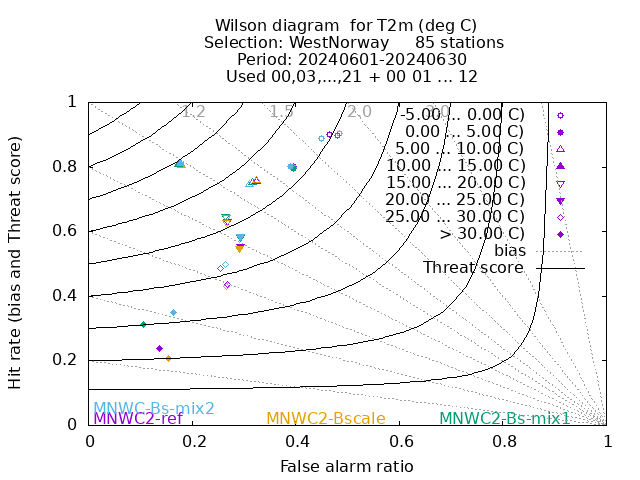 Wilson diagram  for T2m (deg C)
Selection: WestNorway     85 stations
Period: 20240601-20240630
Used 00,03,...,21 + 00 01 ... 12
1
0.8
0.6
0.4
0.2
0
0
0.2
0.4
0.6
0.8
1
1.2
1.5
2.0
3.0
-5.00 ... 0.00 C)
0.00 ... 5.00 C)
5.00 ... 10.00 C)
10.00 ... 15.00 C)
15.00 ... 20.00 C)
20.00 ... 25.00 C)
25.00 ... 30.00 C)
> 30.00 C)
bias
Threat score
MNWC-Bs-mix2
MNWC2-ref
MNWC2-Bscale
MNWC2-Bs-mix1
False alarm ratio
Hit rate (bias and Threat score)